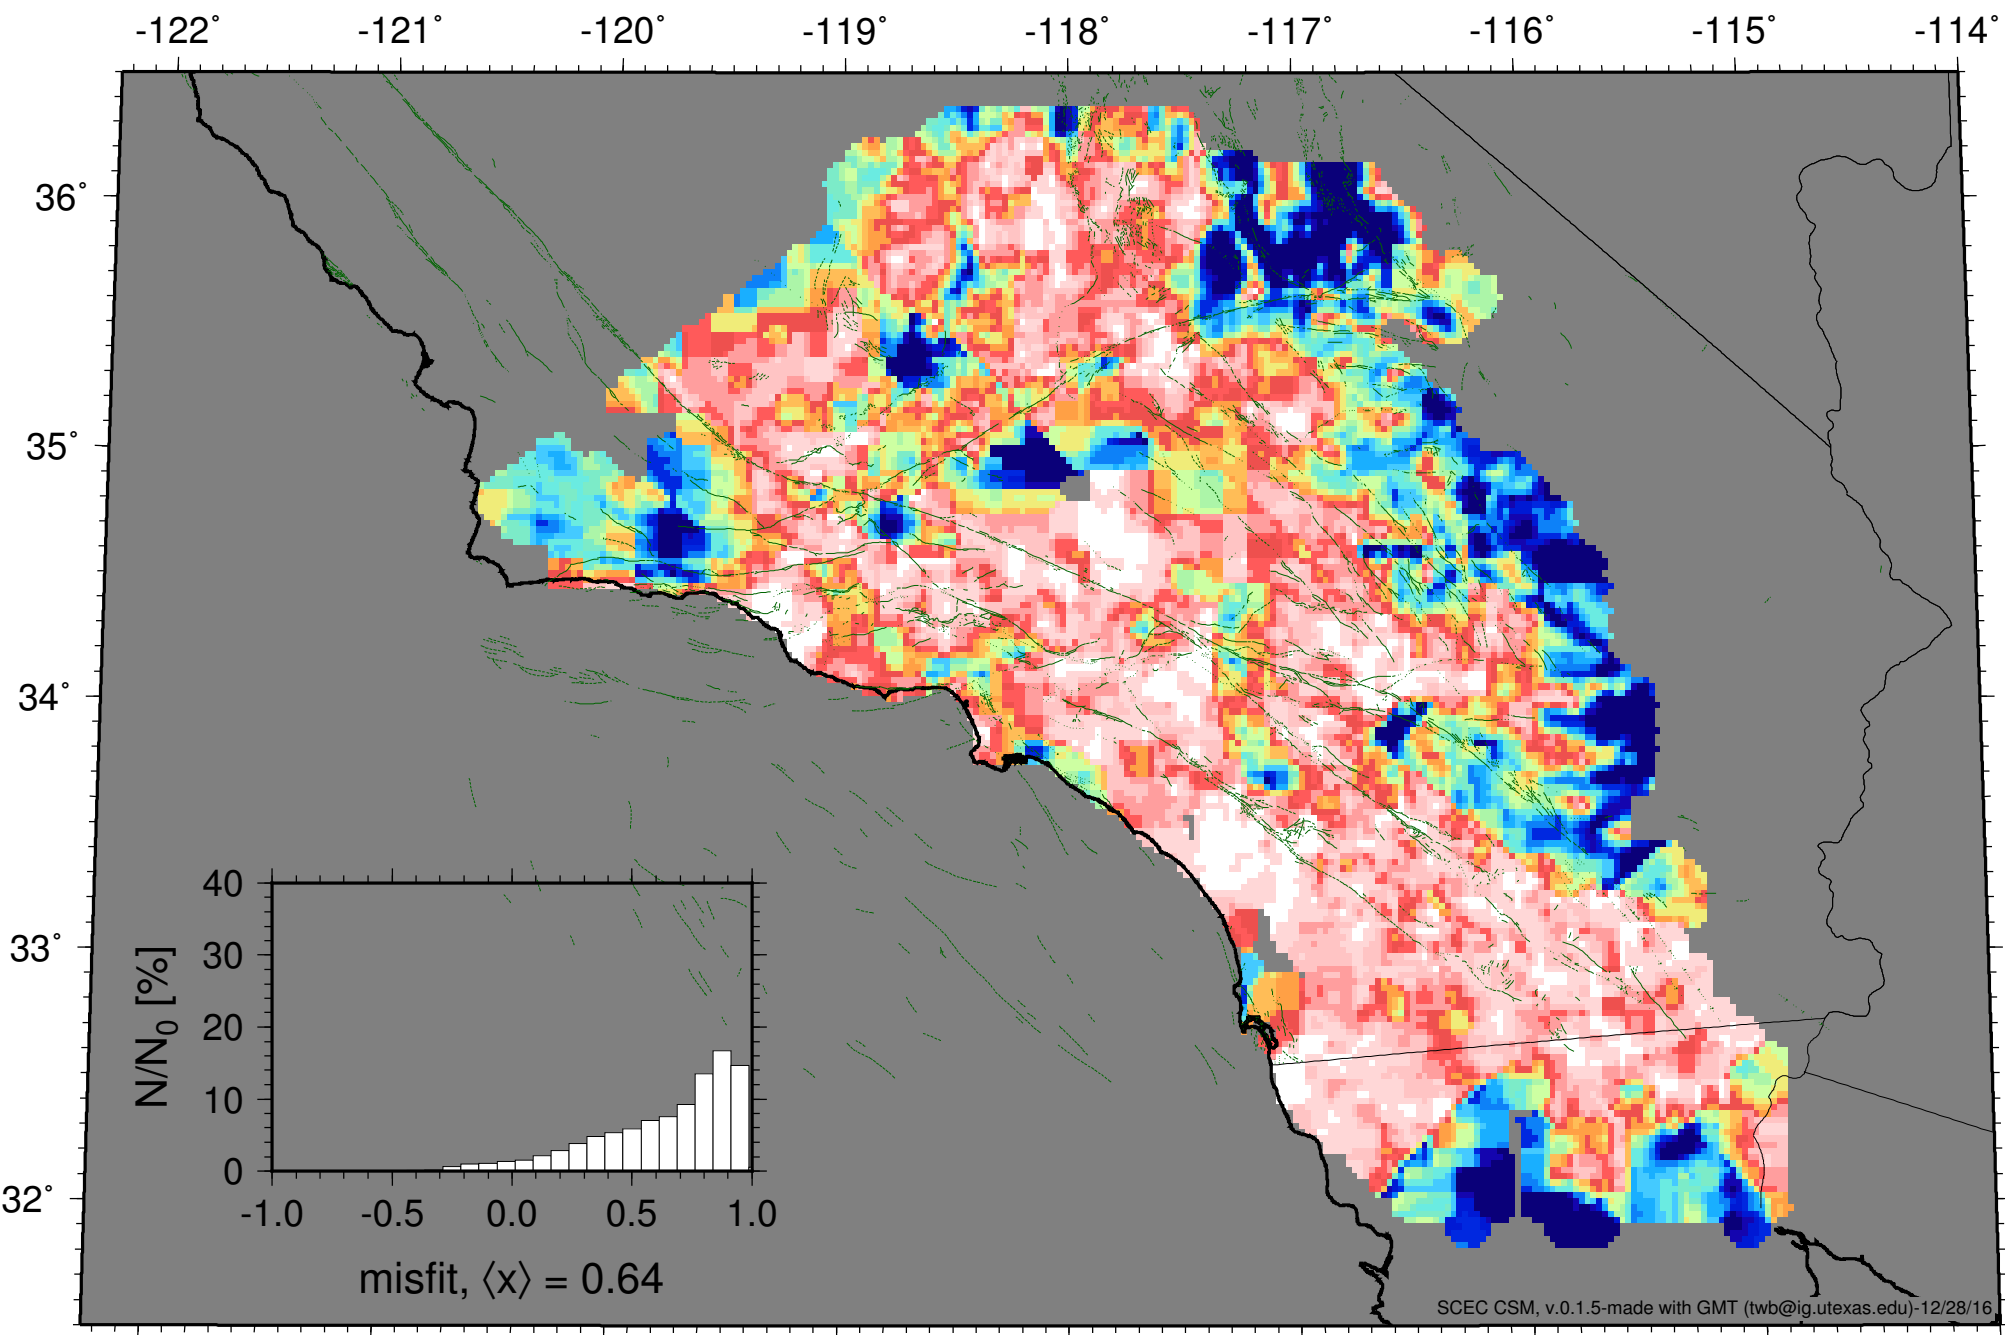 -122° -121° -120° -119° -118° -117° -116° -115° -114°
36°
35°
34°
33°
32°
40
30
20
10
0
N/N0 [%]
-1.0 -0.5 0.0 0.5 1.0
misfit, ⟨x⟩ = 0.64
SCEC CSM, v.0.1.5-made with GMT (twb@ig.utexas.edu)-12/28/16